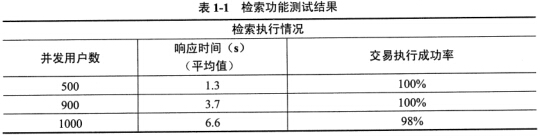 表 1-1 检索功能测试结果
检索执行情况
并发用户数 响应时间（s）（平均值） 交易执行成功率
500 1.3 100%
900 3.7 100%
1000 6.6 98%